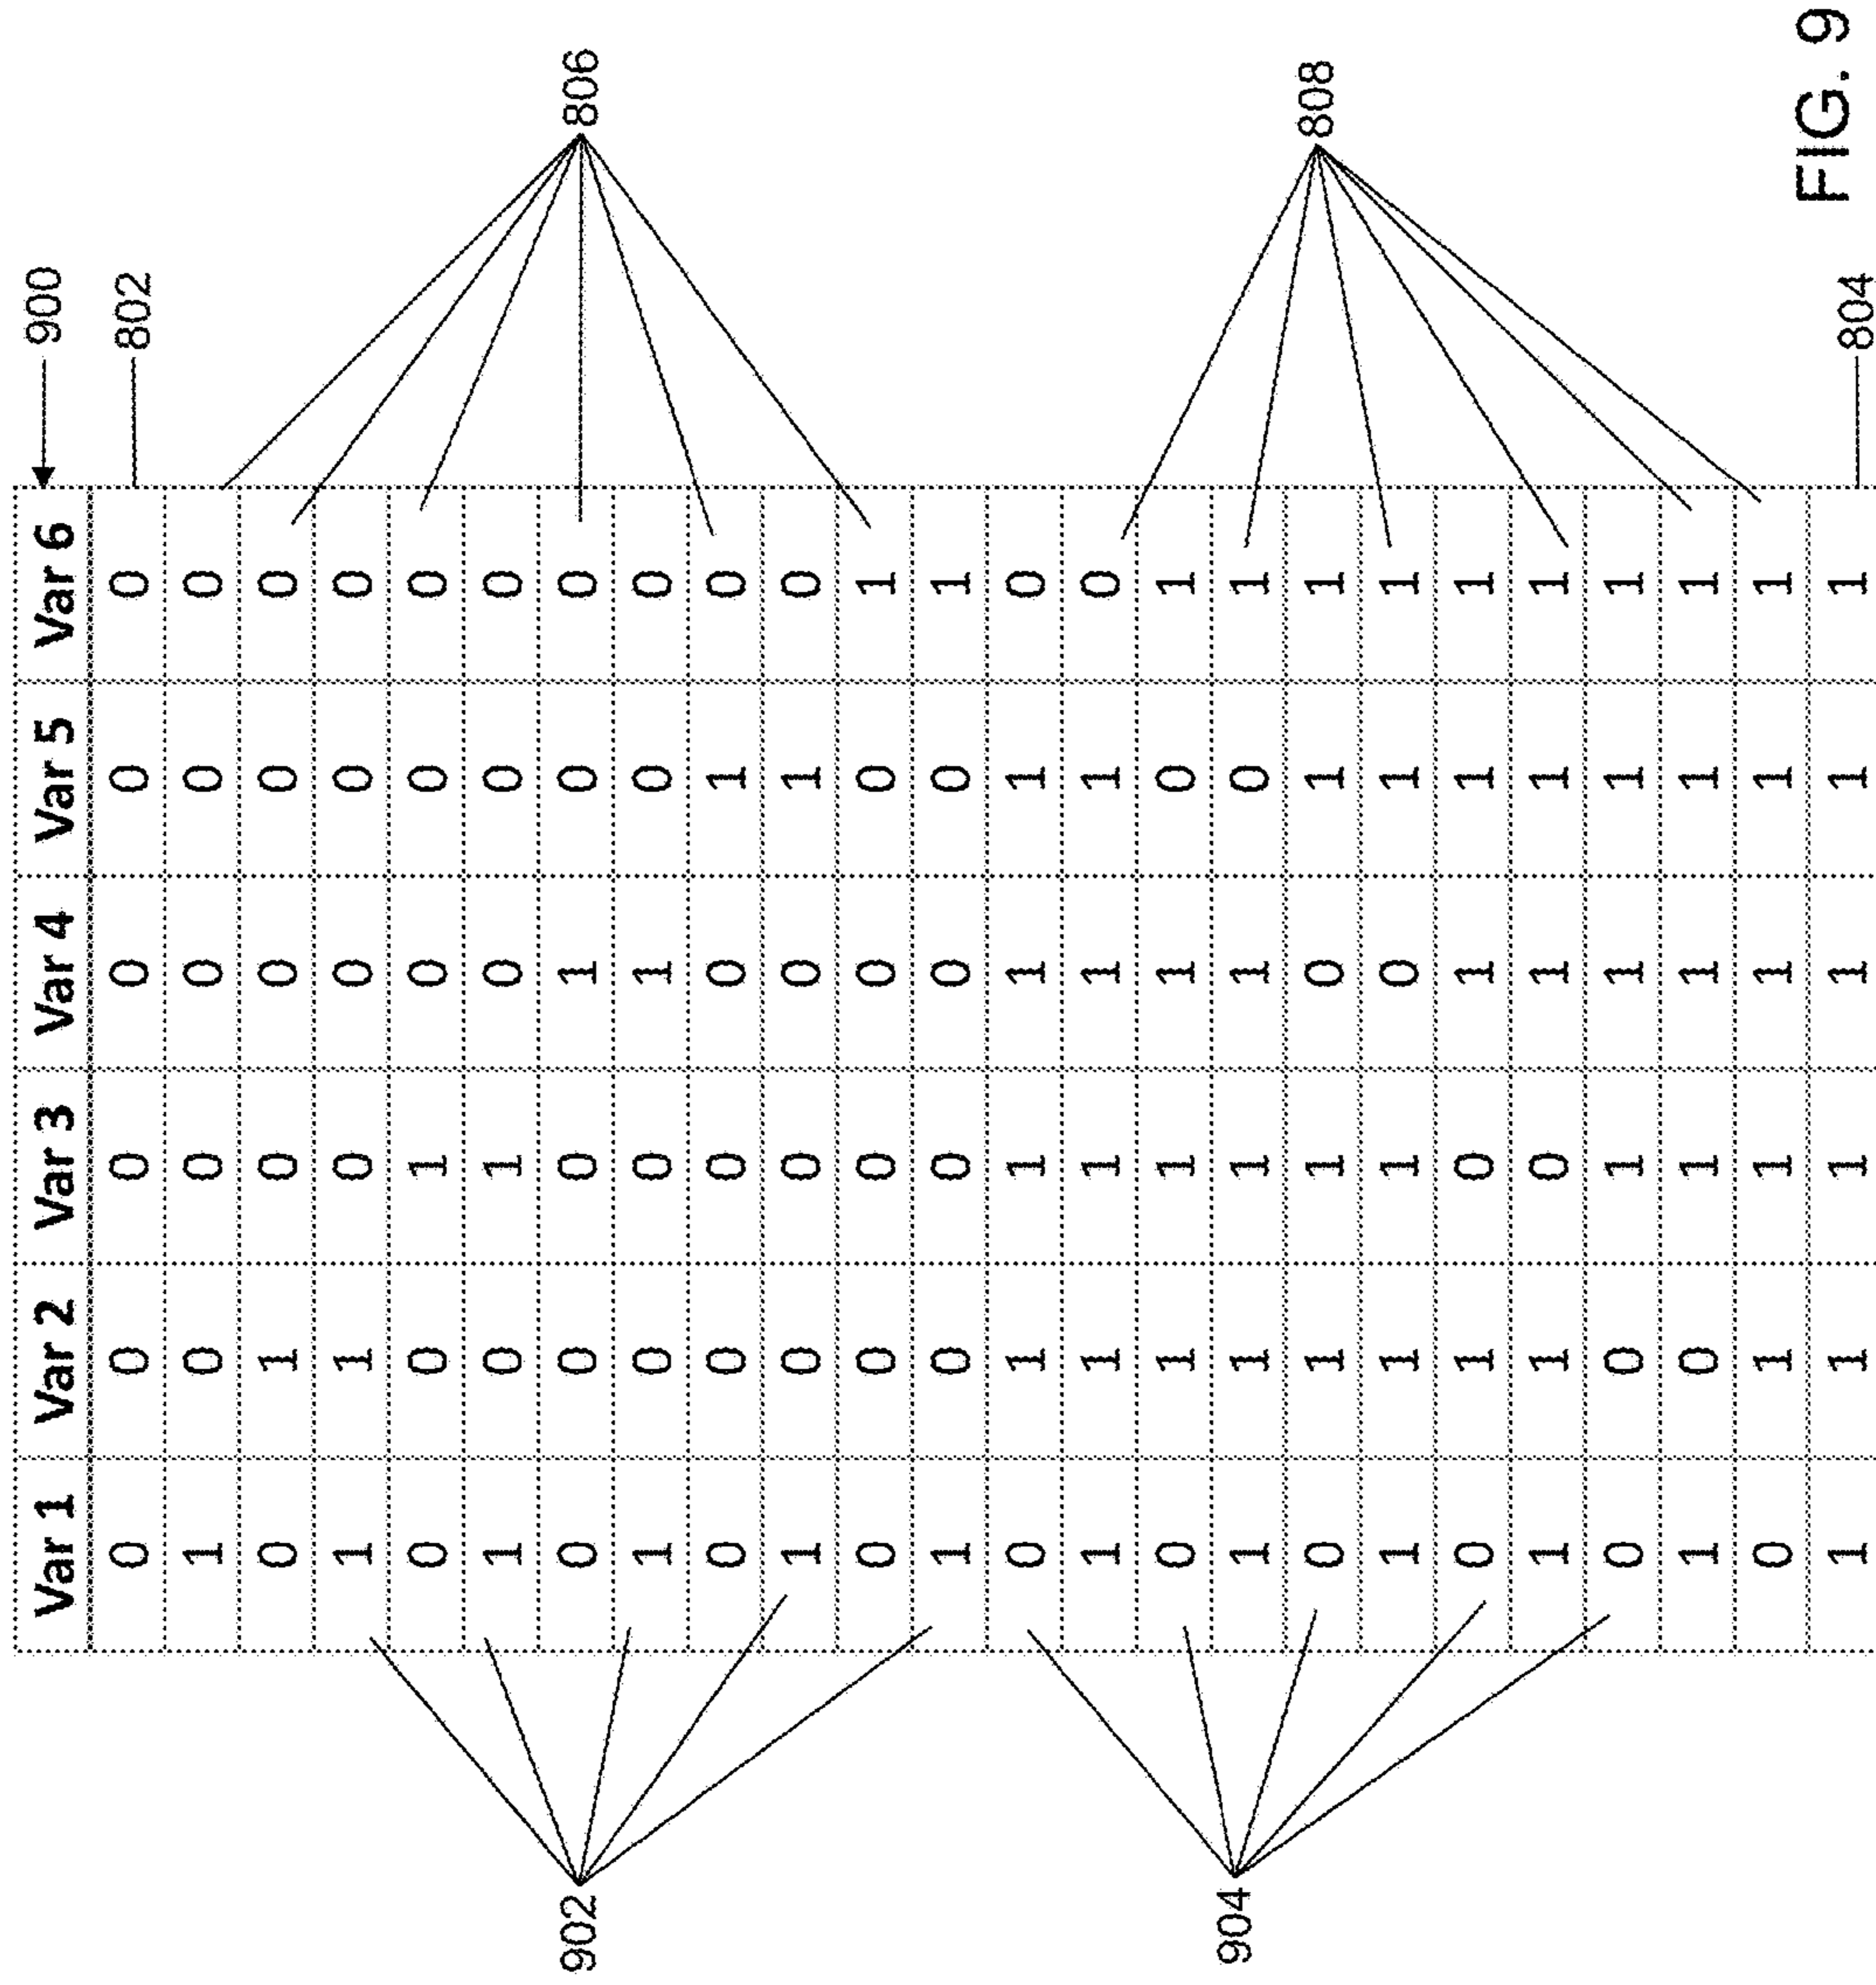 Var 1 Var 2 Var 3 Var 4 Var 5 Var 6 900
0 0 0 0 0 0 802
1 0 0 0 0 0
0 1 0 0 0 0
1 1 0 0 0 0
0 0 1 0 0 0
1 0 1 0 0 0
902 0 0 0 1 0 0 806
1 0 0 1 0 0
0 0 0 0 1 0
1 0 0 0 1 0
0 0 0 0 0 1
1 0 0 0 0 1
0 1 1 1 1 0
1 1 1 1 1 0
0 1 1 1 0 1
904 1 1 1 1 0 1
0 1 1 0 1 1 808
1 1 1 0 1 1
0 1 0 1 1 1
1 1 0 1 1 1
0 0 1 1 1 1
1 0 1 1 1 1
0 1 1 1 1 1
1 1 1 1 1 1 804
FIG. 9